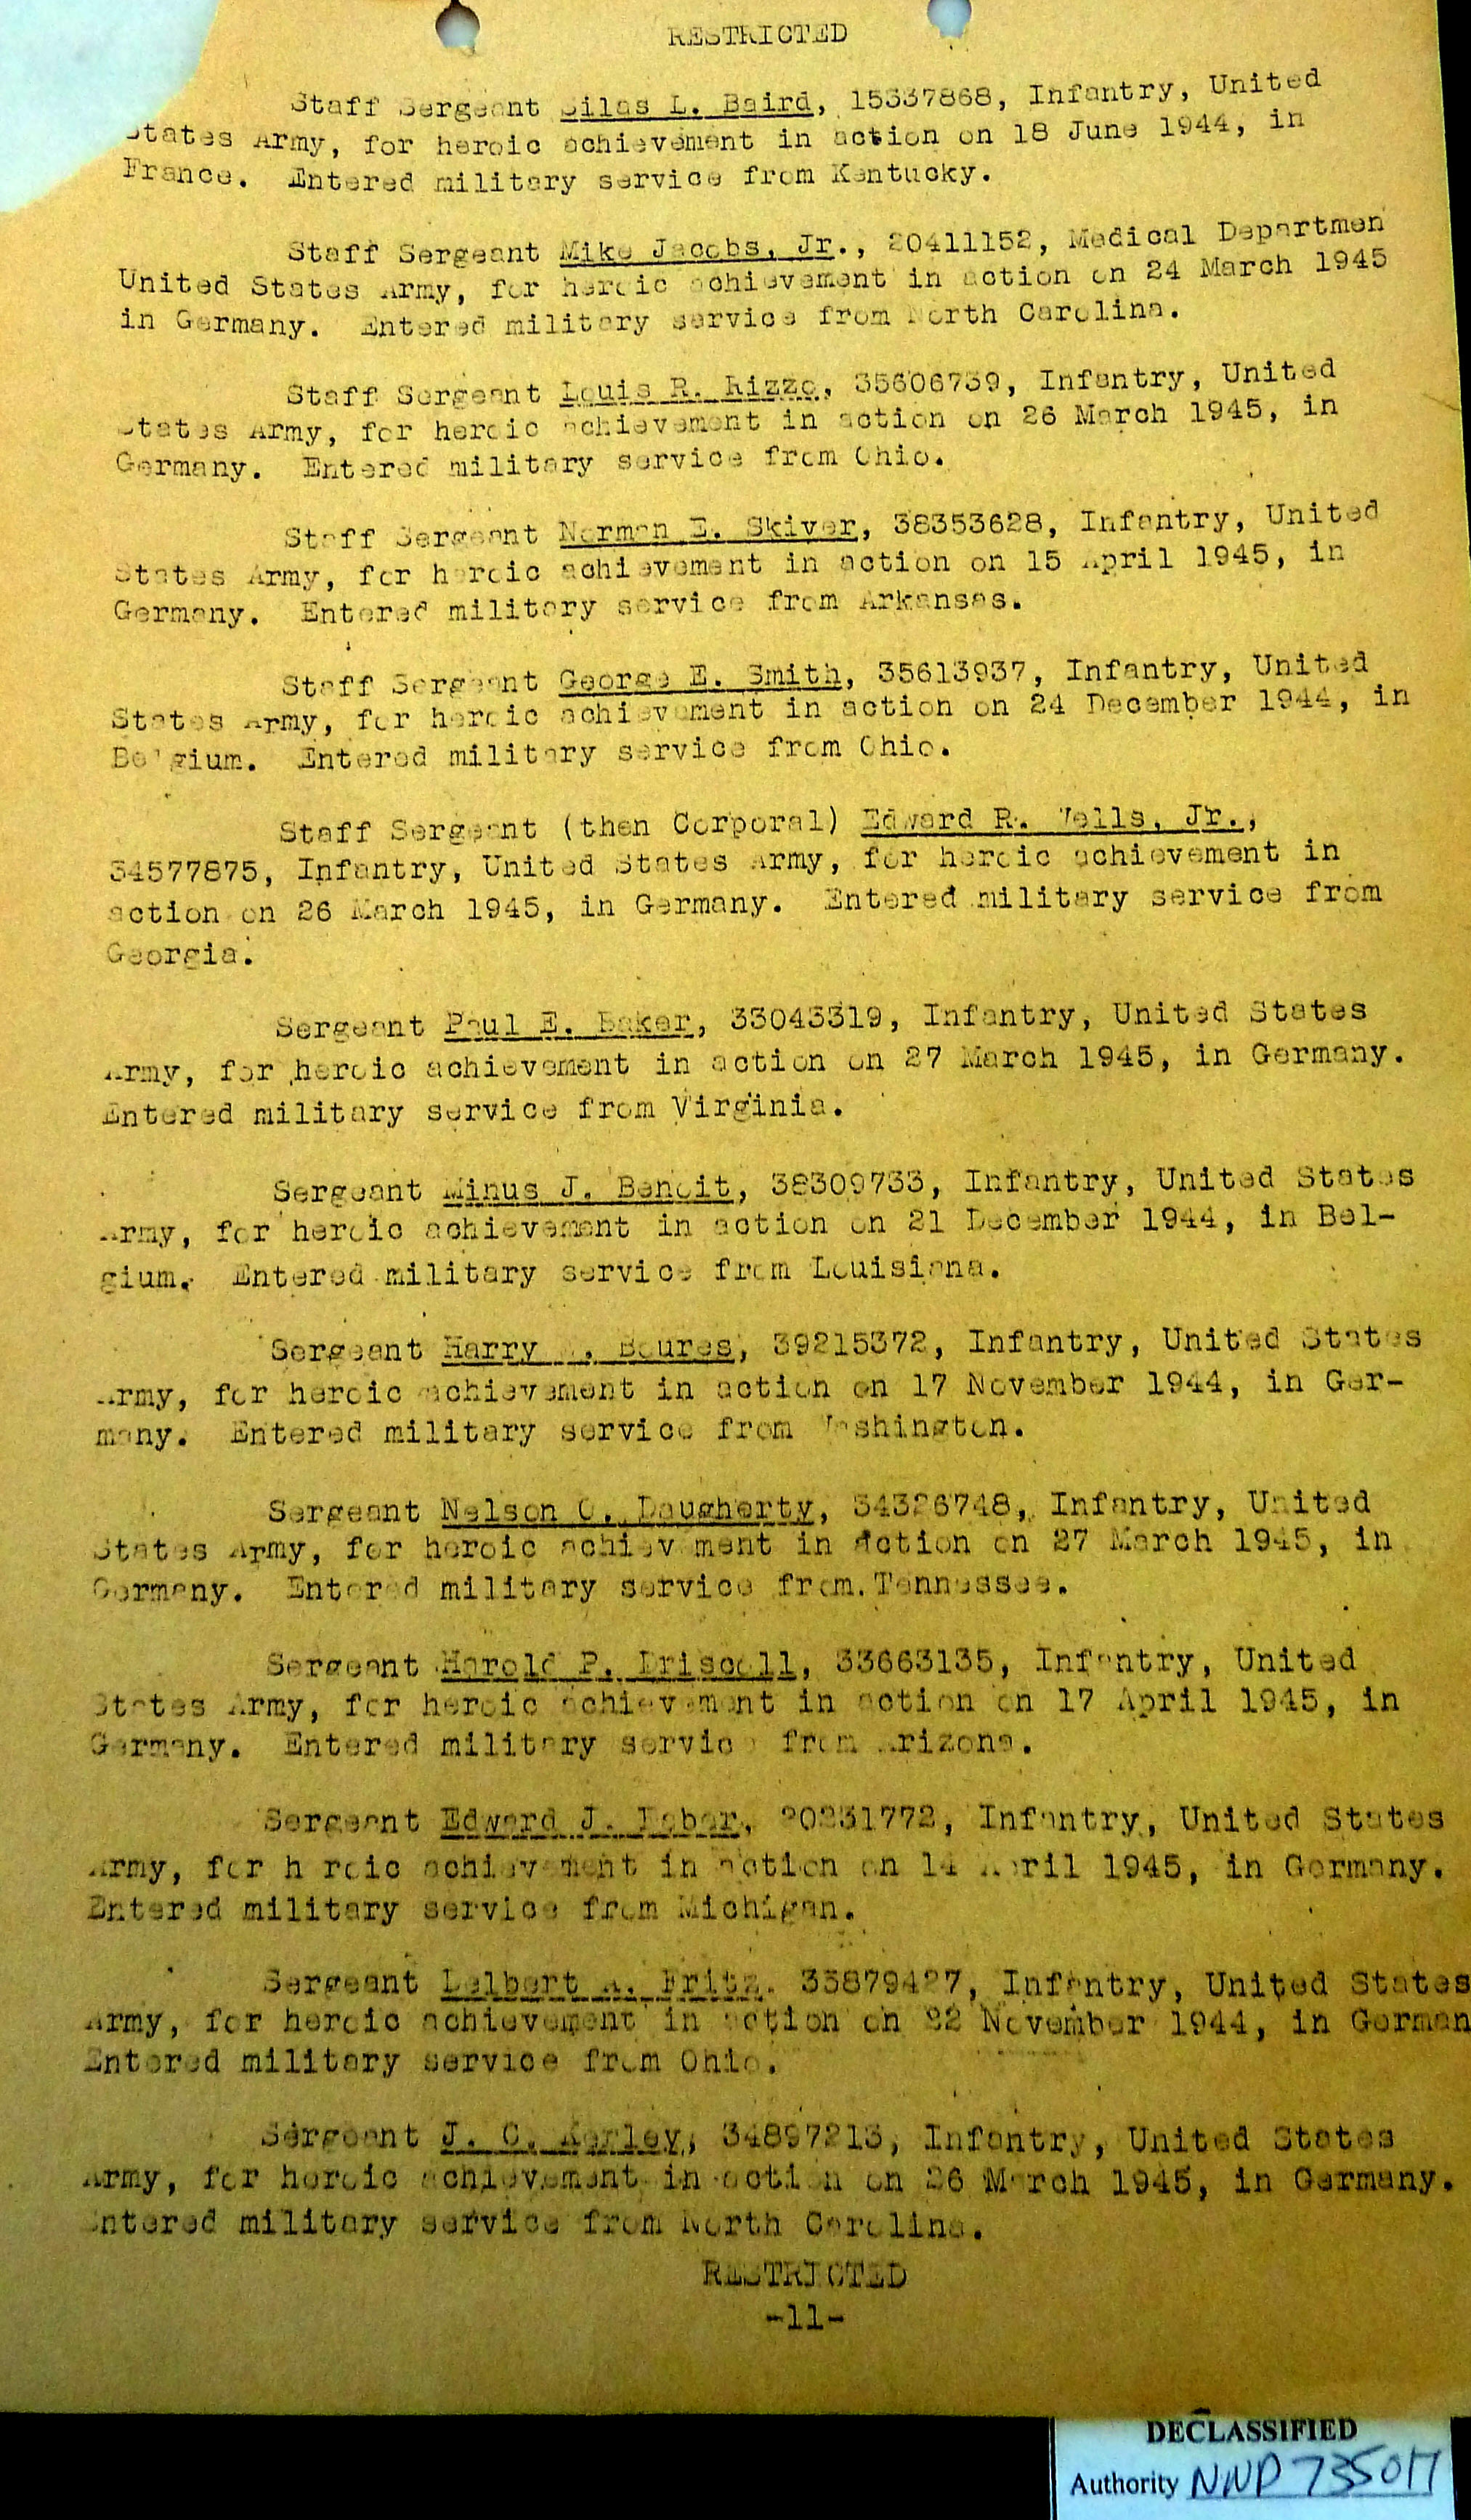 RESTRICTED
Staff Sergeant Silas L. Baird, 15337868, Infantry, United
States Army, for heroic achievement in action on 18 June 1944, in
France. Entered military service from Kentucky.
Staff Sergeant Mike Jacobs, Jr., 20411152, Medical Departmen
United States Army, for heroic achievement in action on 24 March 1945
in Germany. Entered military service from North Carolina.
Staff Sergeant Louis R. Rizzo, 35606739, Infantry, United
States Army, for heroic achievement in action on 26 March 1945, in
Germany. Entered military service from Ohio.
Staff Sergeant Norman E. Skiver, 38353628, Infantry, United
States Army, for heroic achievement in action on 15 April 1945, in
Germany. Entered military service from Arkansas.
Staff Sergeant George E. Smith, 35613937, Infantry, United
States Army, for heroic achievement in action on 24 December 1944, in
Belgium. Entered military service from Ohio.
Staff Sergeant (then Corporal) Edward R. Wells, Jr.,
34577875, Infantry, United States Army, for heroic achievement in
action on 26 March 1945, in Germany. Entered military service from
Georgia.
Sergeant Paul E. Baker, 33043319, Infantry, United States
Army, for heroic achievement in action on 27 March 1945, in Germany.
Entered military service from Virginia.
Sergeant Minus J. Benoit, 38309733, Infantry, United States
Army, for heroic achievement in action on 21 December 1944, in Bel-
gium. Entered military service from Louisiana.
Sergeant Harry Boures, 39215372, Infantry, United States
Army, for heroic achievement in action on 17 November 1944, in Ger-
many. Entered military service from Washington.
Sergeant Nelson O. Daugherty, 34326748, Infantry, United
States Army, for heroic achievement in action on 27 March 1945, in
Germany. Entered military service from Tennessee.
Sergeant Harold P. Driscoll, 33663135, Infantry, United
States Army, for heroic achievement in action on 17 April 1945, in
Germany. Entered military service from Arizona.
Sergeant Edward J. 20231772, Infantry, United States
Army, for heroic achievement in action on 14 April 1945, in Germany.
Entered military service from Michigan.
Sergeant Delbert A. Fritz, Infantry, United States
Army, for heroic achievement in action on 22 November 1944, in German
Entered military service from Ohio.
Sergeant J. C. Kerley, 34897213, Infantry, United States
Army, for heroic achievement in action on 26 March 1945, in Germany.
Entered military service from North Carolina.
RESTRICTED
-11-
DECLASSIFIED
Authority NWD 735017